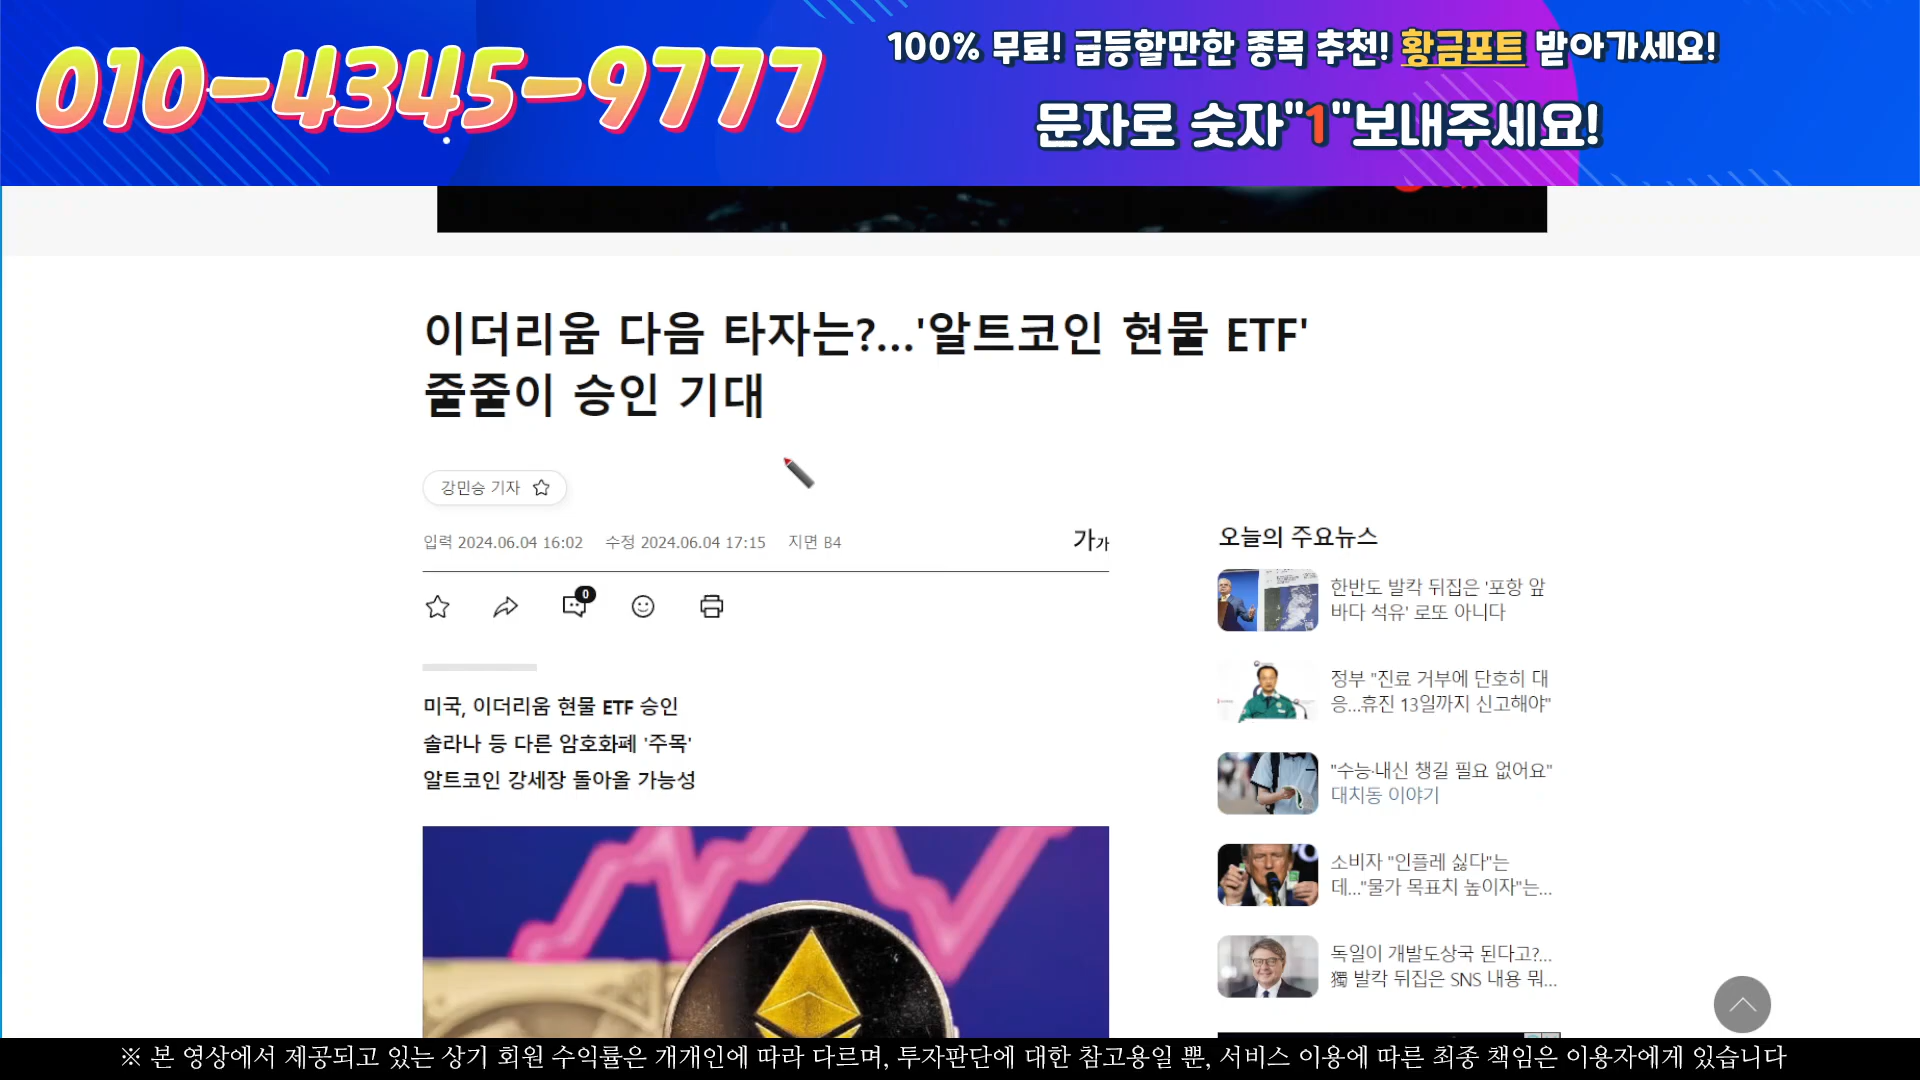 010-4345-9777
100% 무료! 급등할만한 종목 추천! 황금포트 받아가세요!
문자로 숫자"1"보내주세요!
이더리움 다음 타자는?...'알트코인 현물 ETF'
줄줄이 승인 기대
강민승 기자
입력 2024.06.04 16:02 수정 2024.06.04 17:15 지면 B4
가가
0
미국, 이더리움 현물 ETF 승인
솔라나 등 다른 암호화폐 '주목'
알트코인 강세장 돌아올 가능성
오늘의 주요뉴스
한반도 발칵 뒤집은 '포항 앞
바다 석유' 로또 아니다
정부 "진료 거부에 단호히 대
응...휴진 13일까지 신고해야"
"수능·내신 챙길 필요 없어요"
대치동 이야기
소비자 "인플레 싫다"는
데..."물가 목표치 높이자"는...
독일이 개발도상국 된다고?...
獨 발칵 뒤집은 SNS 내용 뭐...
※ 본 영상에서 제공되고 있는 상기 회원 수익률은 개개인에 따라 다르며, 투자판단에 대한 참고용일 뿐, 서비스 이용에 따른 최종 책임은 이용자에게 있습니다